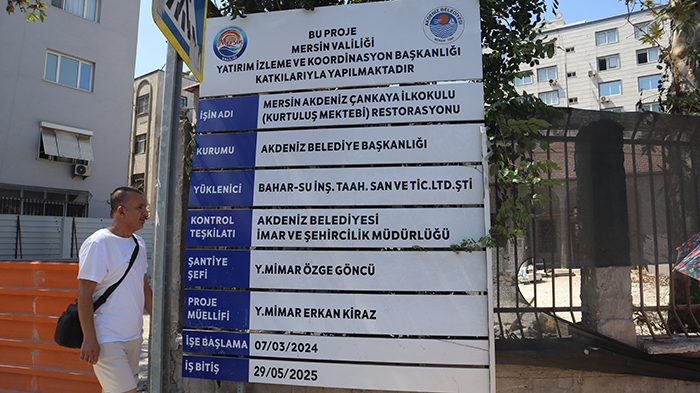 Mersin
AKDENİZ BELEDİYESİ
BU PROJE
MERSİN VALİLİĞİ
YATIRIM İZLEME VE KOORDİNASYON BAŞKANLIĞI
KATKILARIYLA YAPILMAKTADIR
İŞİN ADI
MERSİN AKDENİZ ÇANKAYA İLKOKULU
(KURTULUŞ MEKTEBİ) RESTORASYONU
KURUMU
AKDENİZ BELEDİYE BAŞKANLIĞI
YÜKLENİCİ
BAHAR-SU İNŞ. TAAH. SAN VE TİC.LTD.ŞTİ
KONTROL
TEŞKİLATI
AKDENİZ BELEDİYESİ
İMAR VE ŞEHİRCİLİK MÜDÜRLÜĞÜ
ŞANTİYE
ŞEFİ
Y.MİMAR ÖZGE GÖNCÜ
PROJE
MÜELLİFİ
Y.MİMAR ERKAN KİRAZ
İŞE BAŞLAMA
07/03/2024
İŞ BİTİŞ
29/05/2025